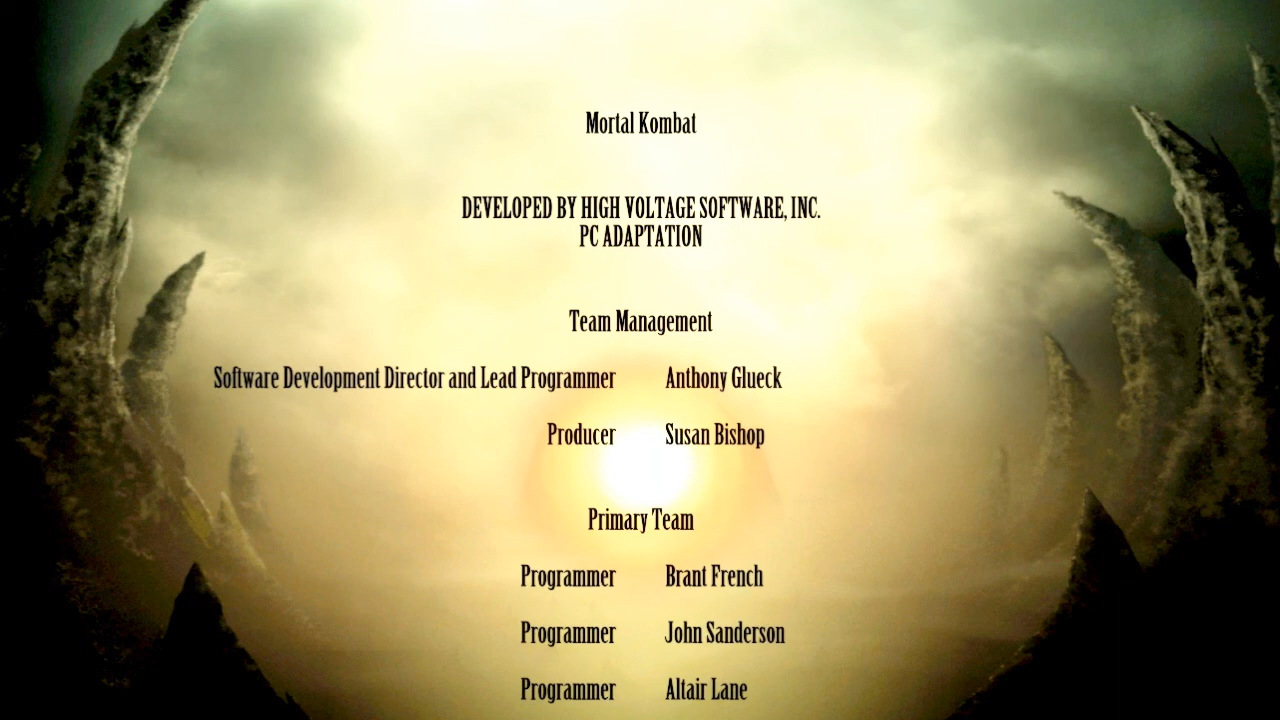 Mortal Kombat
DEVELOPED BY HIGH VOLTAGE SOFTWARE, INC.
PC ADAPTATION
Team Management
Software Development Director and Lead Programmer Anthony Glueck
Producer Susan Bishop
Primary Team
Programmer Brant French
Programmer John Sanderson
Programmer Altair Lane